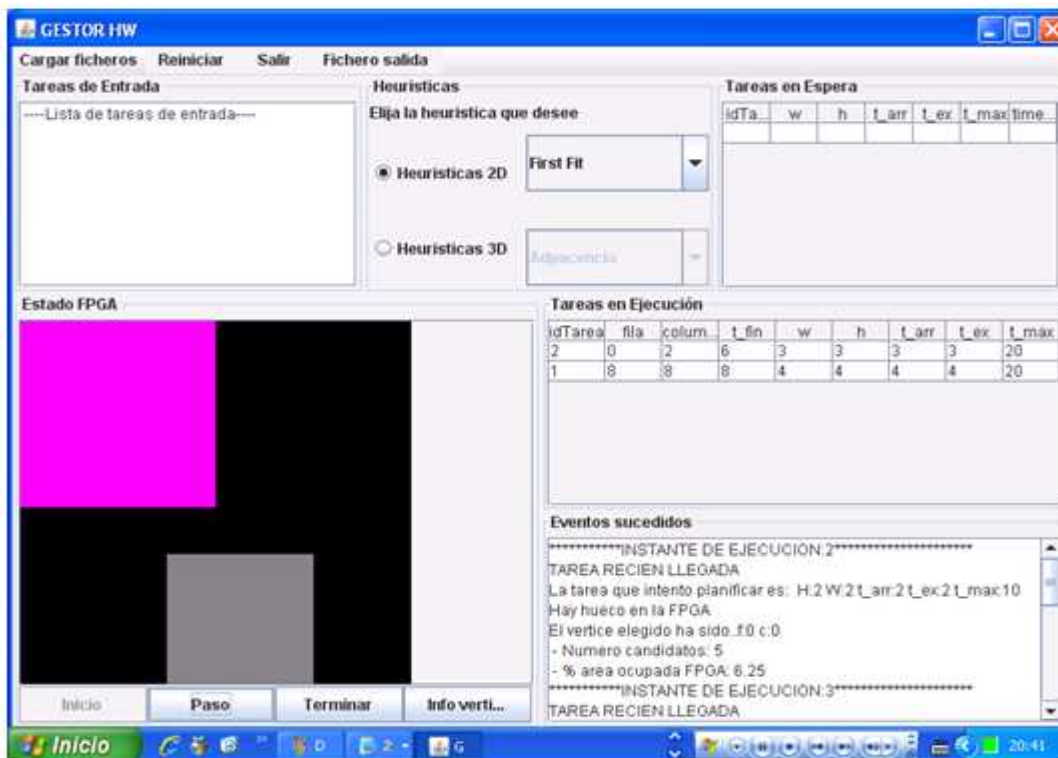 GESTOR HW
Cargar ficheros Reiniciar Salir Fichero salida
Tareas de Entrada
----Lista de tareas de entrada----
Heuristicas
Elija la heuristica que desee
Heuristicas 2D
First Fit
Heuristicas 3D
Adyacencia
Tareas en Espera
idTa... w h t_arr t_ex t_max time...
Estado FPGA
Tareas en Ejecución
idTarea fila colum... t_fin w h t_arr t_ex t_max
2 0 2 6 3 3 3 3 20
1 8 8 8 4 4 4 4 20
Eventos sucedidos
***********INSTANTE DE EJECUCION:2**********************
TAREA RECIEN LLEGADA
La tarea que intento planificar es: H:2 W:2 t_arr:2 t_ex:2 t_max:10
Hay hueco en la FPGA
El vertice elegido ha sido..f:0 c:0
- Numero candidatos: 5
- % area ocupada FPGA: 6.25
***********INSTANTE DE EJECUCION:3**********************
TAREA RECIEN LLEGADA
Inicio Paso Terminar Info verti...
Inicio
D
2
G
20:41